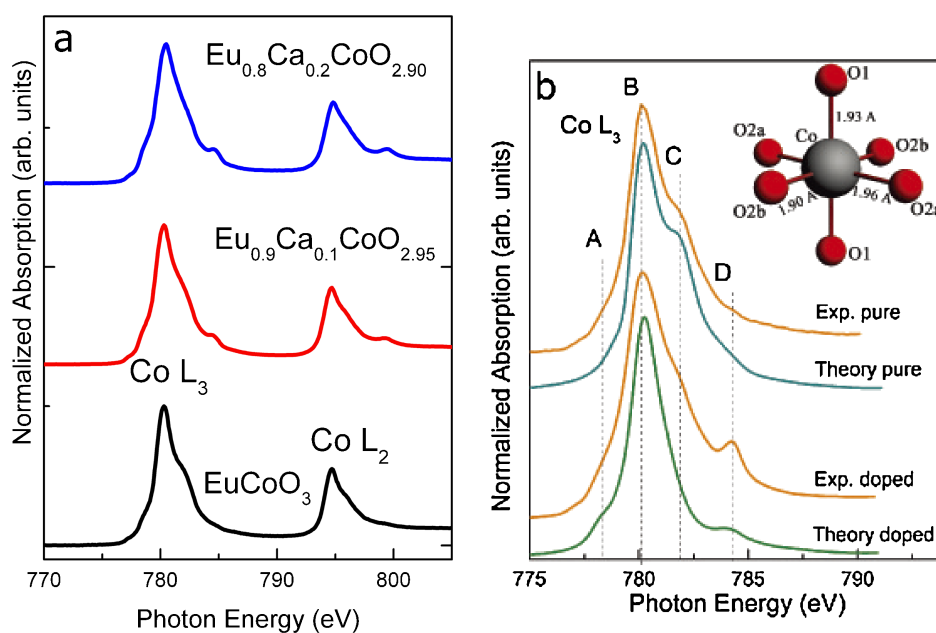 a
Eu0.8Ca0.2CoO2.90
Eu0.9Ca0.1CoO2.95
Co L3
Co L2
EuCoO3
770 780 790 800
Photon Energy (eV)
Normalized Absorption (arb. units)
b
B
Co L3
C
A
D
O1
1.93 A
Co
O2a
O2b
O2b
1.90 A
1.96 A
O2a
O1
Exp. pure
Theory pure
Exp. doped
Theory doped
775 780 785 790
Photon Energy (eV)
Normalized Absorption (arb. units)